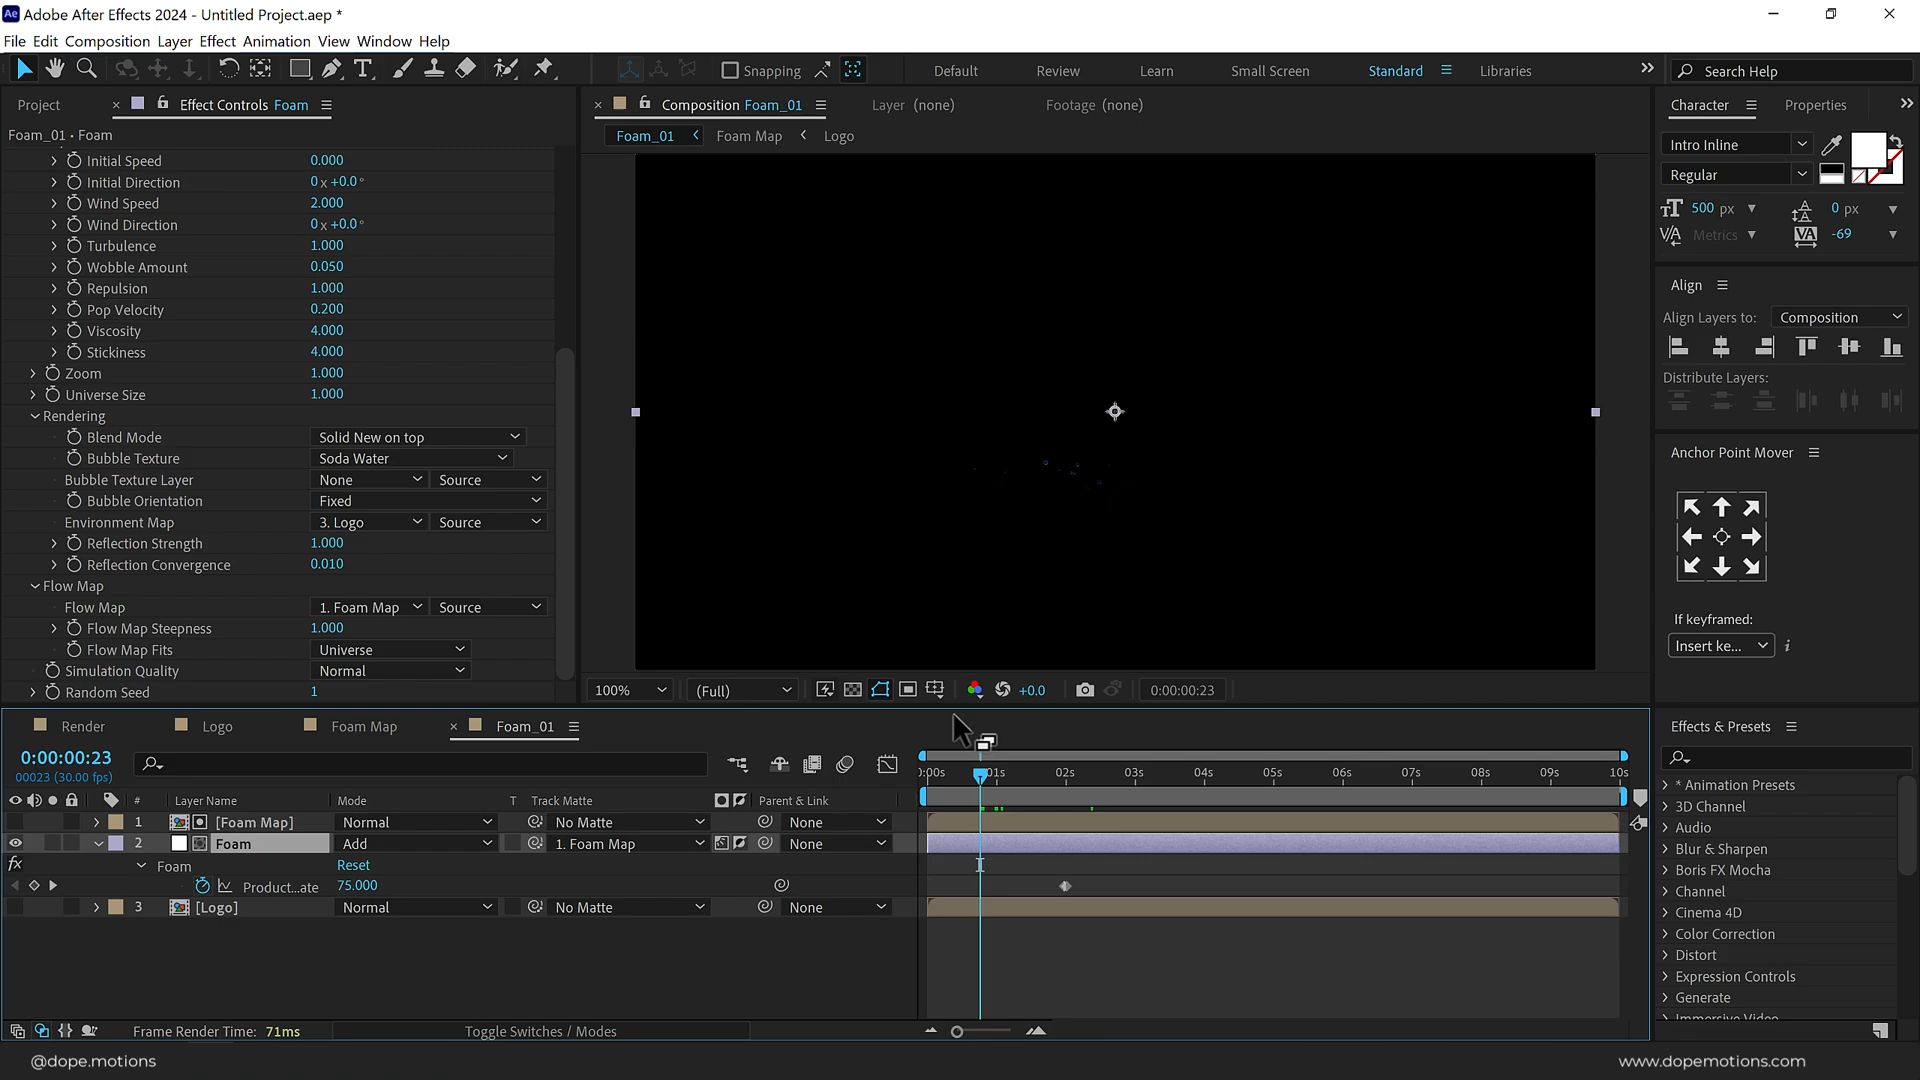 Adobe After Effects 2024 - Untitled Project.aep *
File Edit Composition Layer Effect Animation View Window Help
Snapping
Default Review Learn Small Screen Standard Libraries
Search Help
Project Effect Controls Foam
Composition Foam_01 Layer (none) Footage (none)
Character Properties
Foam_01 • Foam
Foam_01 Foam Map Logo
Initial Speed 0.000
Initial Direction 0 x +0.0 °
Wind Speed 2.000
Wind Direction 0 x +0.0 °
Turbulence 1.000
Wobble Amount 0.050
Repulsion 1.000
Pop Velocity 0.200
Viscosity 4.000
Stickiness 4.000
Zoom 1.000
Universe Size 1.000
Rendering
Blend Mode Solid New on top
Bubble Texture Soda Water
Bubble Texture Layer None Source
Bubble Orientation Fixed
Environment Map 3. Logo Source
Reflection Strength 1.000
Reflection Convergence 0.010
Flow Map
Flow Map 1. Foam Map Source
Flow Map Steepness 1.000
Flow Map Fits Universe
Simulation Quality Normal
Random Seed 1
100% (Full) +0.0 0:00:00:23
Intro Inline
Regular
500 px 0 px
Metrics -69
Align
Align Layers to: Composition
Distribute Layers:
Anchor Point Mover
If keyframed:
Insert ke... i
Render Logo Foam Map Foam_01
0:00:00:23
00023 (30.00 fps)
0:00s 01s 02s 03s 04s 05s 06s 07s 08s 09s 10s
# Layer Name Mode T Track Matte Parent & Link
1 [Foam Map] Normal No Matte None
2 Foam Add 1. Foam Map None
fx Foam Reset
Product...ate 75.000
3 [Logo] Normal No Matte None
Frame Render Time: 71ms Toggle Switches / Modes
Effects & Presets
* Animation Presets
3D Channel
Audio
Blur & Sharpen
Boris FX Mocha
Channel
Cinema 4D
Color Correction
Distort
Expression Controls
Generate
Immersive Video
@dope.motions
www.dopemotions.com